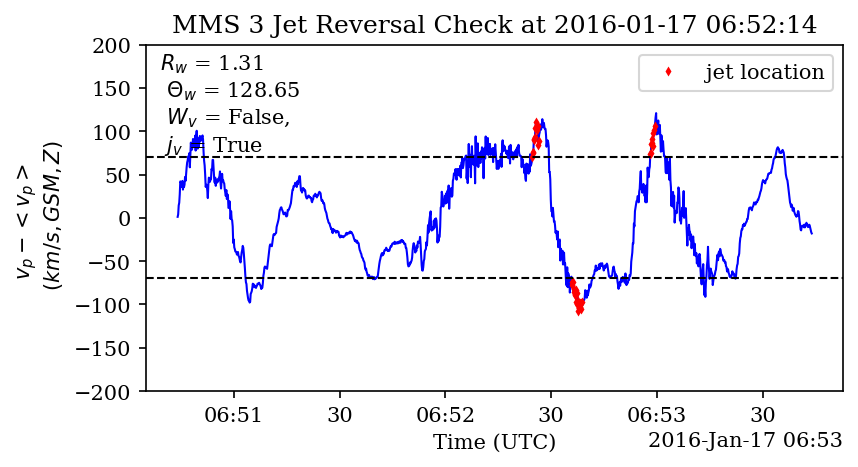 MMS 3 Jet Reversal Check at 2016-01-17 06:52:14
R_w = 1.31
Θ_w = 128.65
W_v = False,
j_v = True
jet location
200
150
100
50
0
−50
−100
−150
−200
v_p − < v_p >
(km/s, GSM, Z)
06:51 30 06:52 30 06:53 30
Time (UTC)
2016-Jan-17 06:53